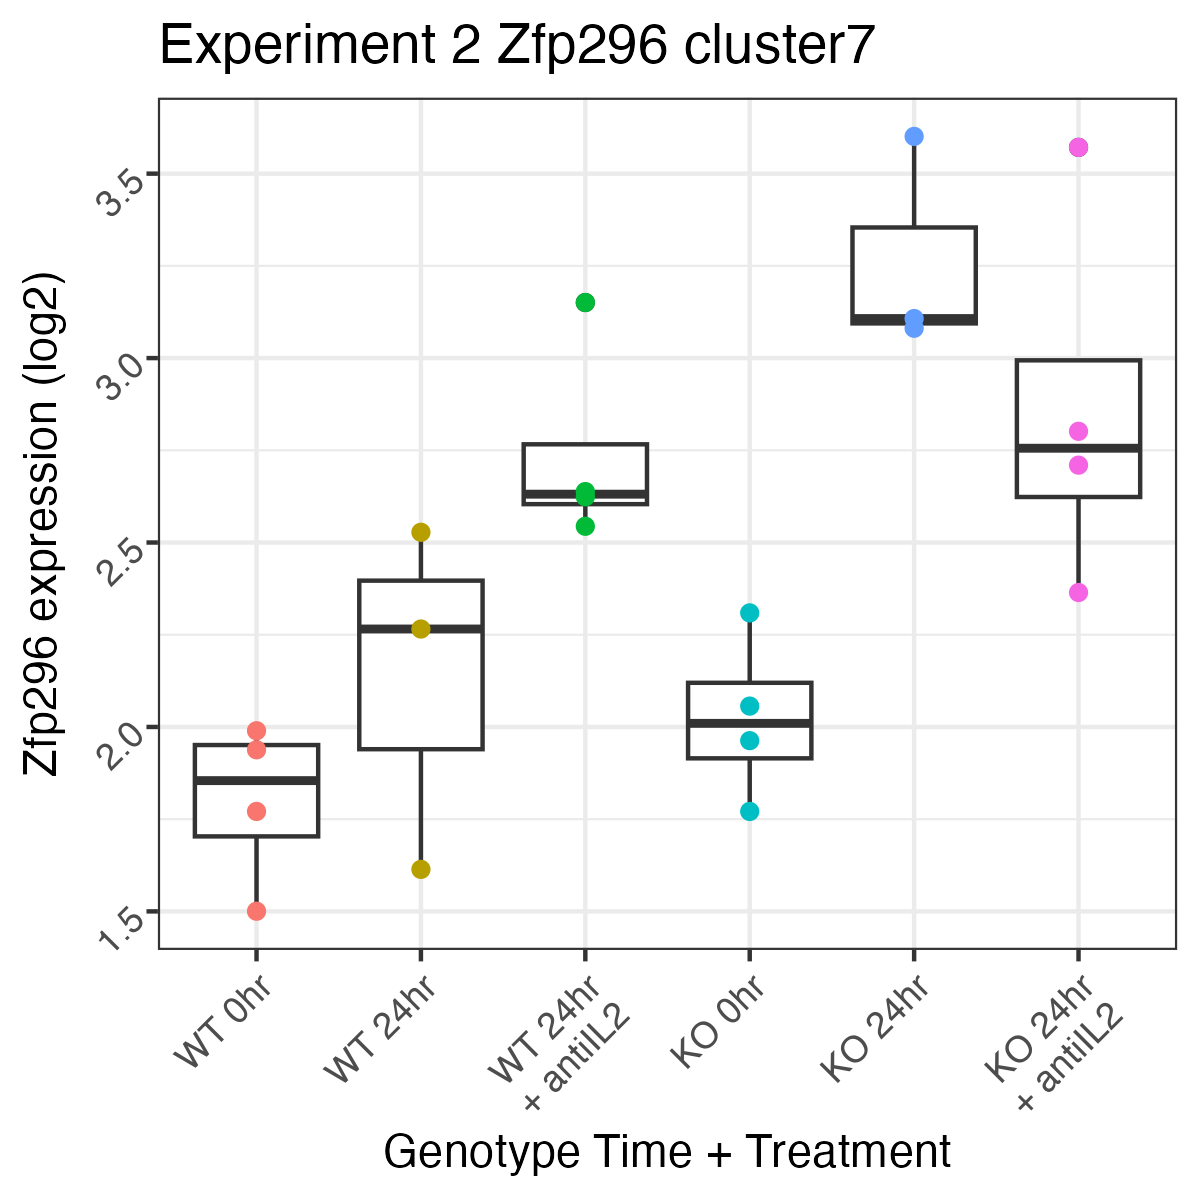 Experiment 2 Zfp296 cluster7
Zfp296 expression (log2)
3.5
3.0
2.5
2.0
1.5
WT 0hr
WT 24hr
WT 24hr
+ antiIL2
KO 0hr
KO 24hr
KO 24hr
+ antiIL2
Genotype Time + Treatment